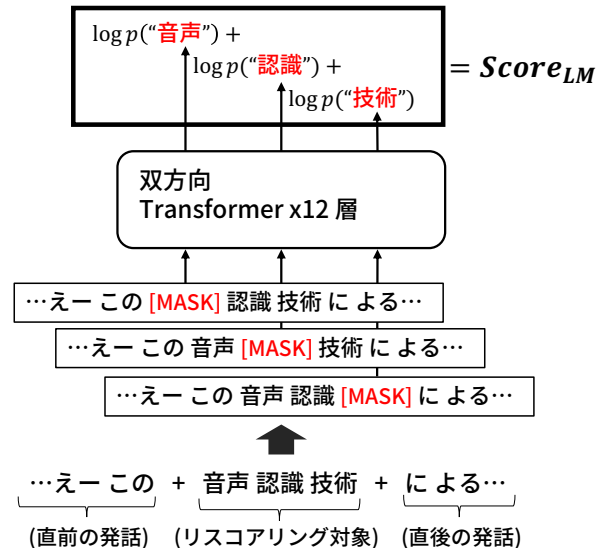 log p(“音声”) +
log p(“認識”) +
log p(“技術”)
= Score_LM
双方向
Transformer x12 層
…えー この [MASK] 認識 技術 に よる…
…えー この 音声 [MASK] 技術 に よる…
…えー この 音声 認識 [MASK] に よる…
…えー この + 音声 認識 技術 + に よる…
(直前の発話) (リスコアリング対象) (直後の発話)